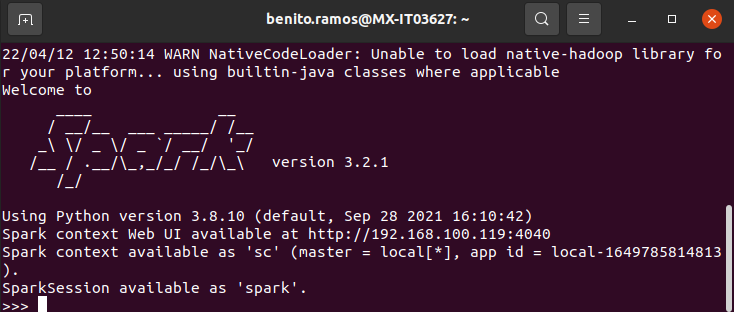 benito.ramos@MX-IT03627: ~
22/04/12 12:50:14 WARN NativeCodeLoader: Unable to load native-hadoop library fo
r your platform... using builtin-java classes where applicable
Welcome to
      ____              __
     / __/__  ___ _____/ /__
    _\ \/ _ \/ _ `/ __/  '_/
   /__ / .__/\_,_/_/ /_/\_\   version 3.2.1
      /_/
Using Python version 3.8.10 (default, Sep 28 2021 16:10:42)
Spark context Web UI available at http://192.168.100.119:4040
Spark context available as 'sc' (master = local[*], app id = local-1649785814813
).
SparkSession available as 'spark'.
>>>